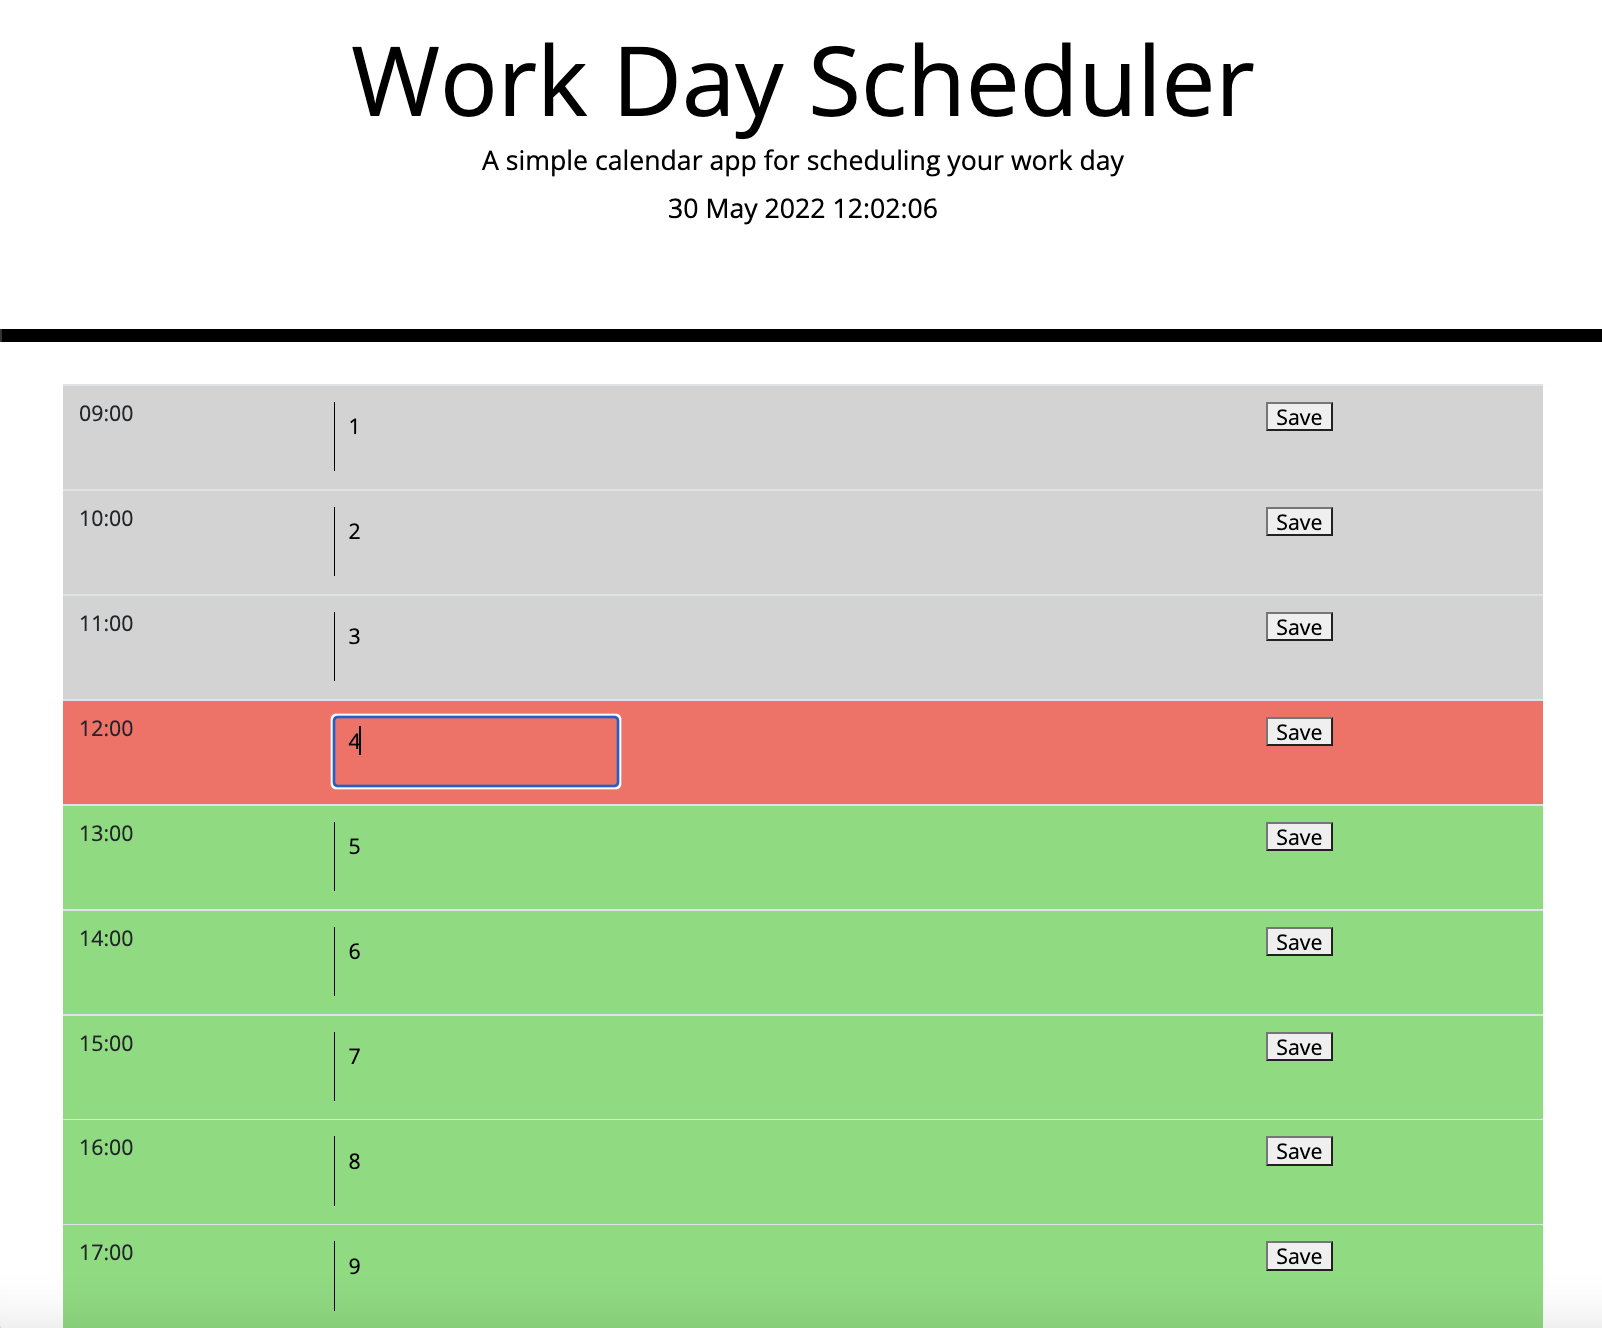 Work Day Scheduler
A simple calendar app for scheduling your work day
30 May 2022 12:02:06
09:00 1 Save
10:00 2 Save
11:00 3 Save
12:00 4 Save
13:00 5 Save
14:00 6 Save
15:00 7 Save
16:00 8 Save
17:00 9 Save